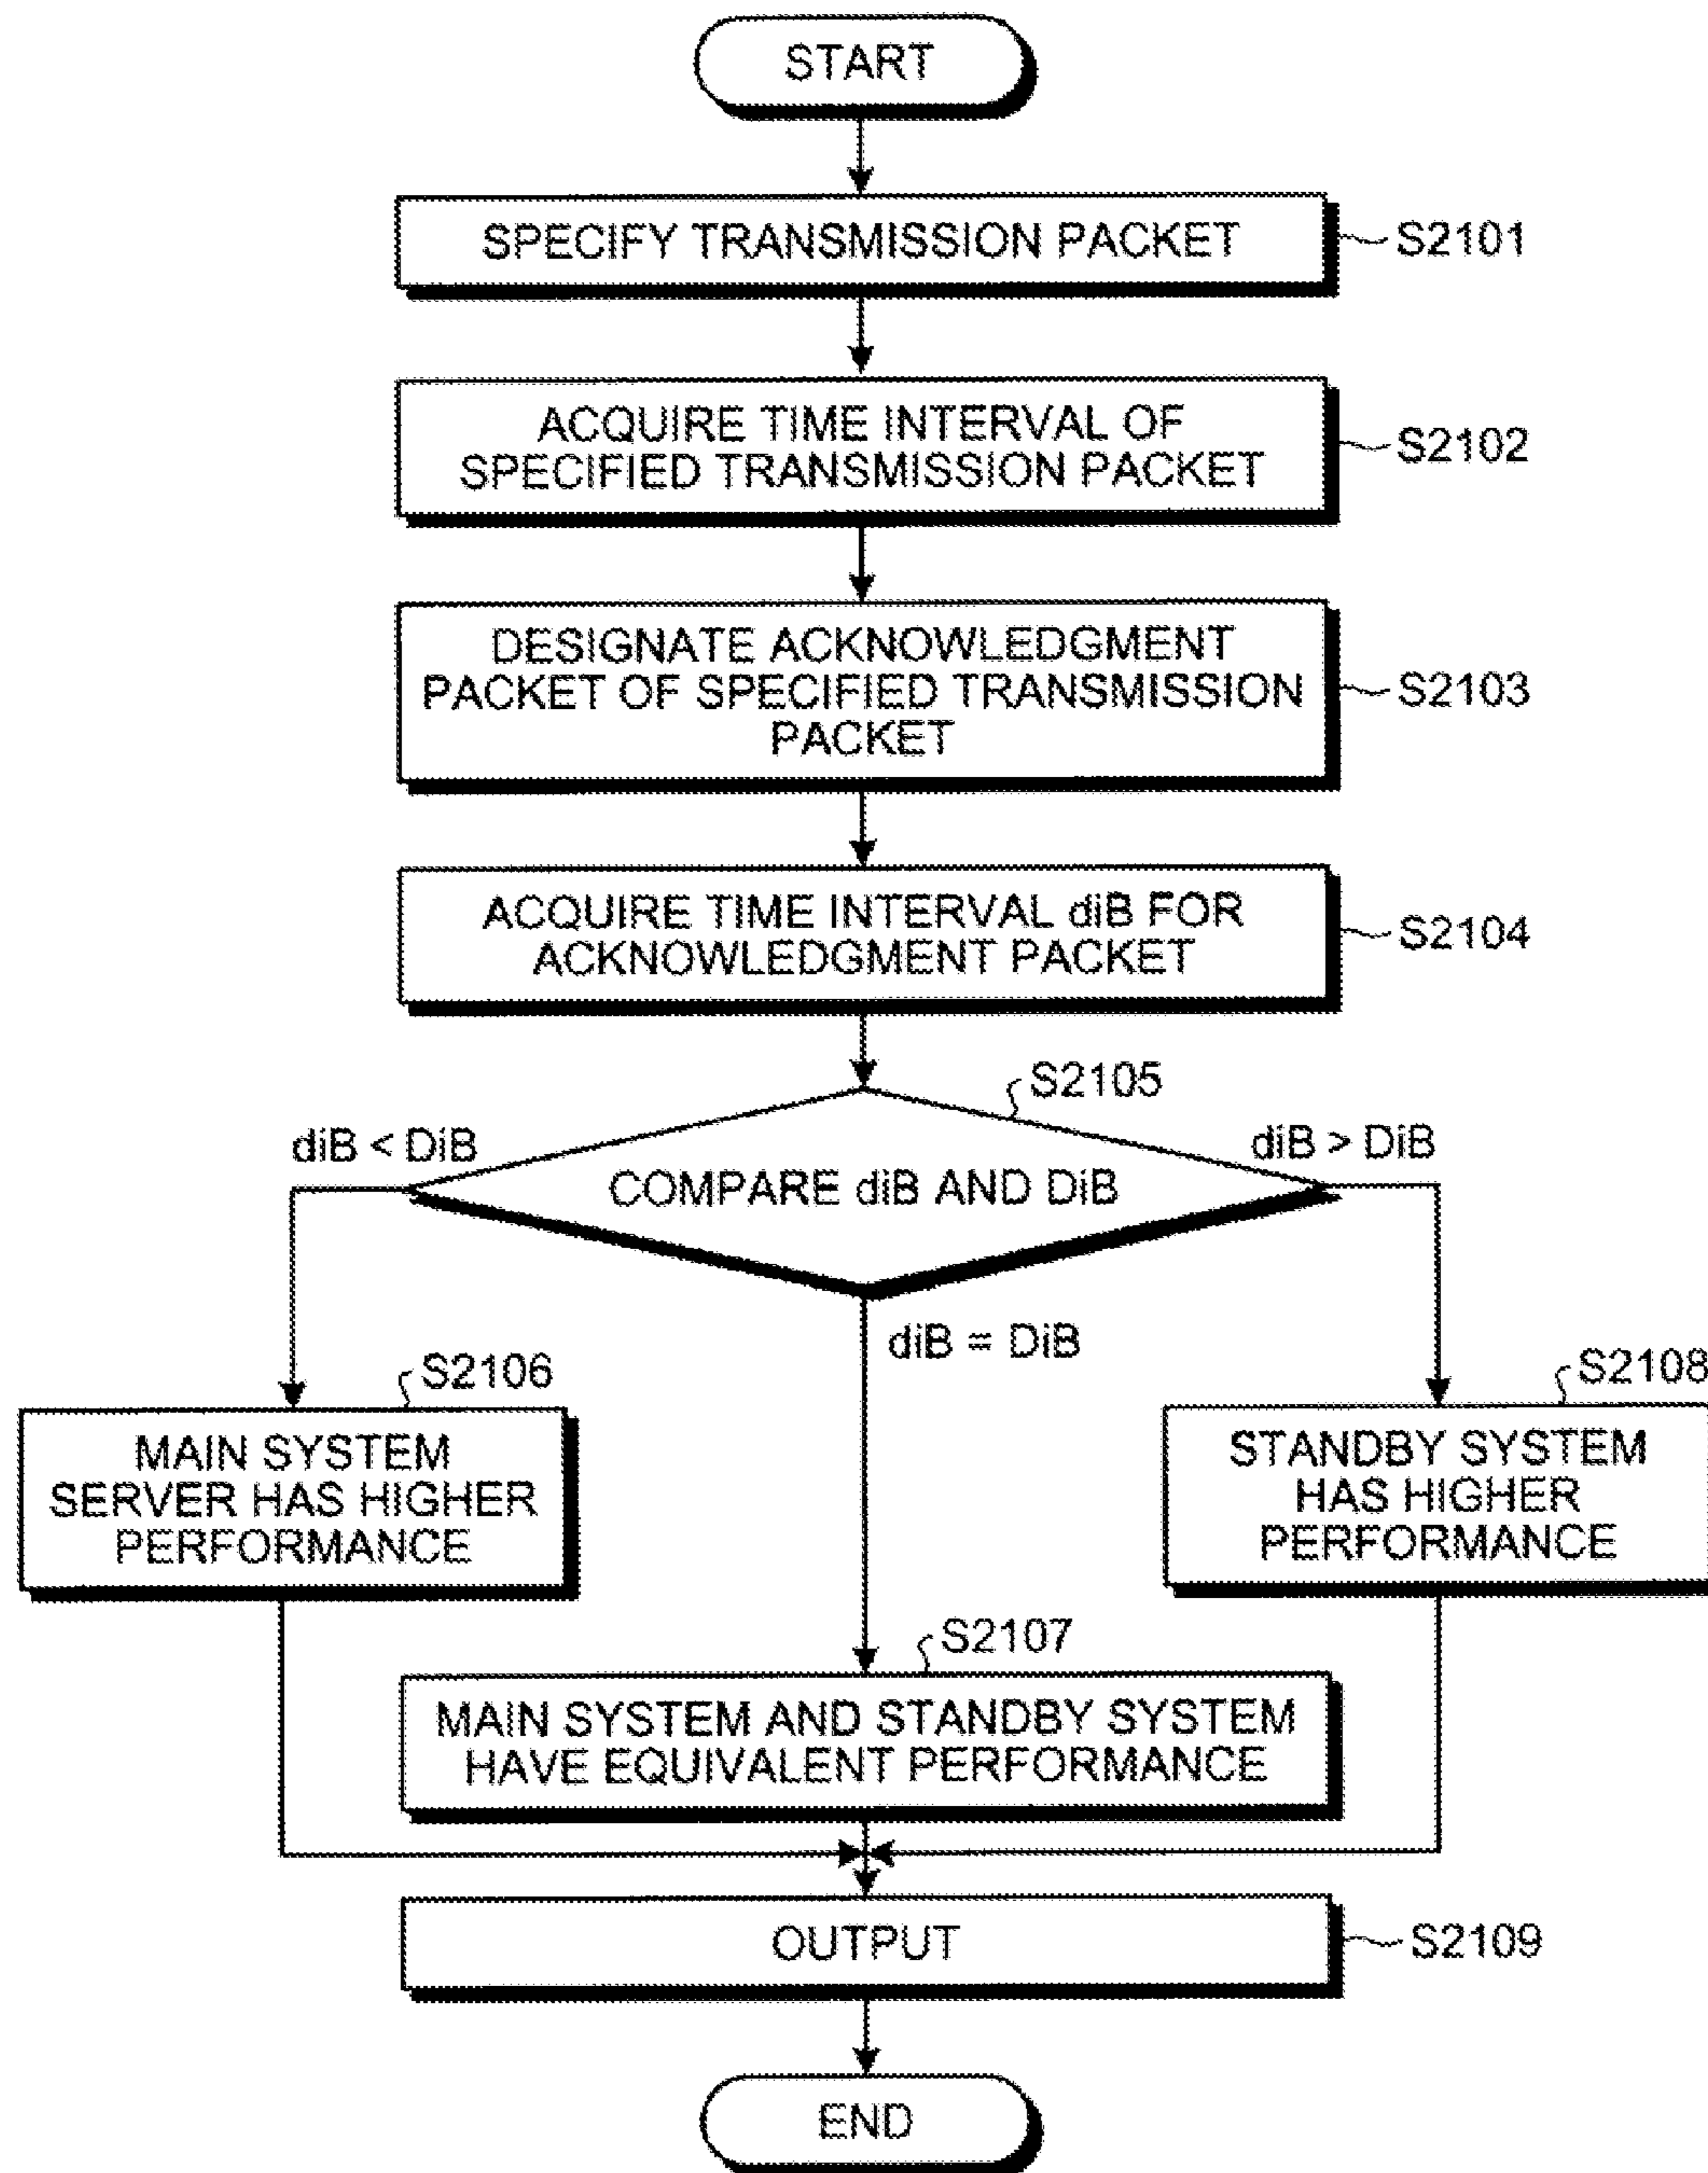 START
SPECIFY TRANSMISSION PACKET
S2101
ACQUIRE TIME INTERVAL OF
SPECIFIED TRANSMISSION PACKET
S2102
DESIGNATE ACKNOWLEDGMENT
PACKET OF SPECIFIED TRANSMISSION
PACKET
S2103
ACQUIRE TIME INTERVAL diB FOR
ACKNOWLEDGMENT PACKET
S2104
S2105
diB < DiB
diB > DiB
COMPARE diB AND DiB
diB = DiB
S2106
MAIN SYSTEM
SERVER HAS HIGHER
PERFORMANCE
S2108
STANDBY SYSTEM
HAS HIGHER
PERFORMANCE
S2107
MAIN SYSTEM AND STANDBY SYSTEM
HAVE EQUIVALENT PERFORMANCE
OUTPUT
S2109
END